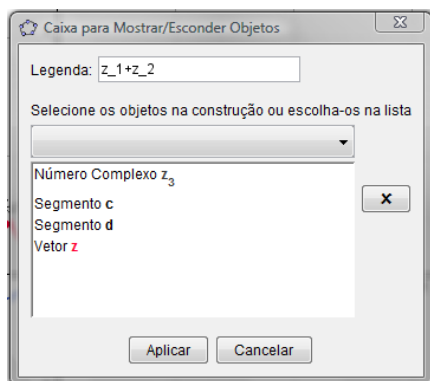 Caixa para Mostrar/Esconder Objetos
Legenda: z_1+z_2
Selecione os objetos na construção ou escolha-os na lista
Número Complexo z₃
Segmento c
Segmento d
Vetor z
Aplicar Cancelar